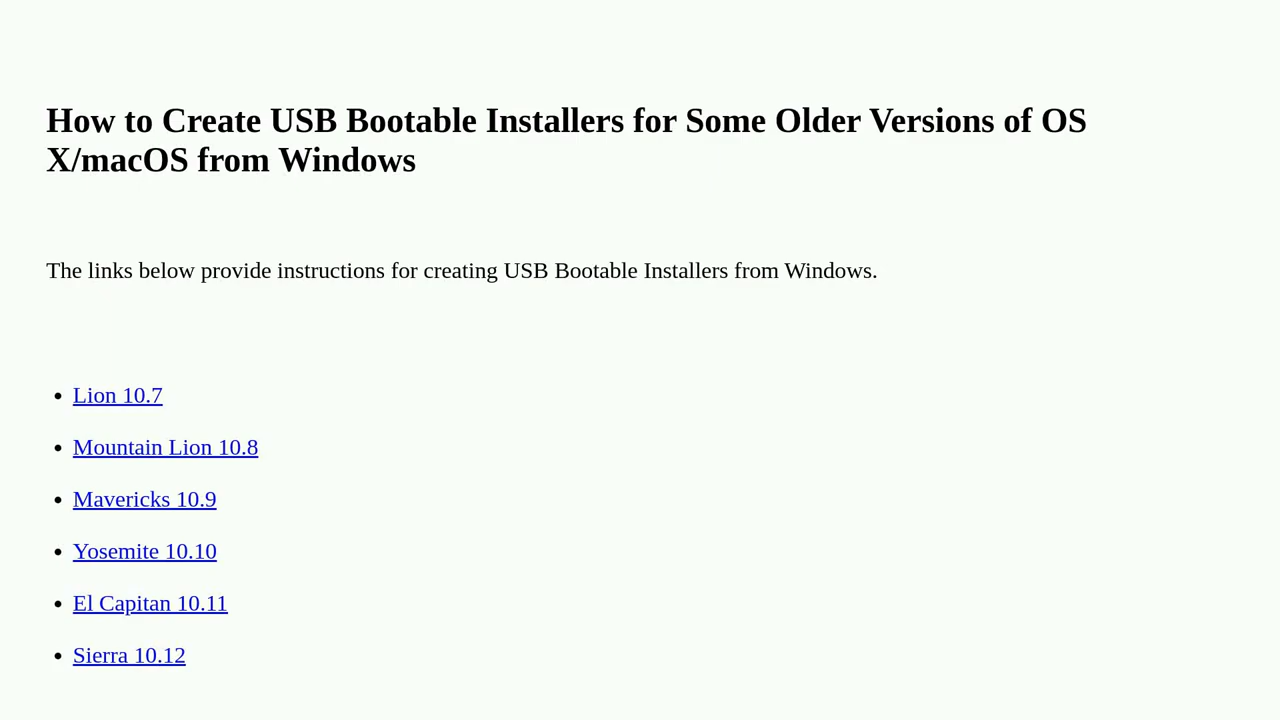 How to Create USB Bootable Installers for Some Older Versions of OS
X/macOS from Windows
The links below provide instructions for creating USB Bootable Installers from Windows.
• Lion 10.7
• Mountain Lion 10.8
• Mavericks 10.9
• Yosemite 10.10
• El Capitan 10.11
• Sierra 10.12